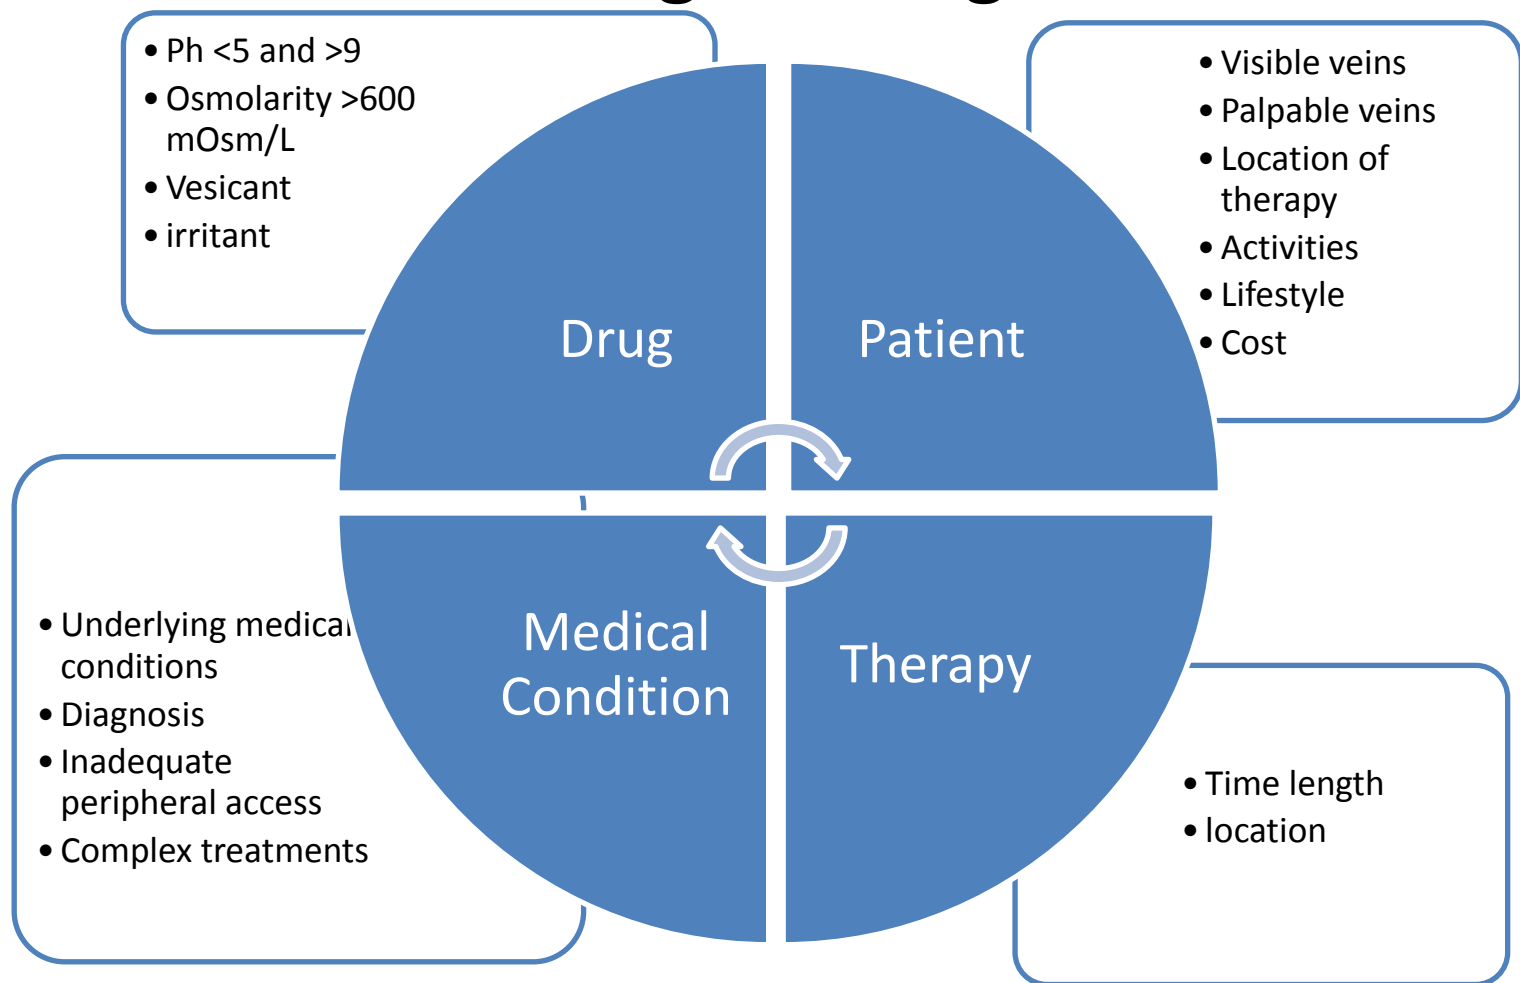 • Ph <5 and >9
• Osmolarity >600
mOsm/L
• Vesicant
• irritant
• Visible veins
• Palpable veins
• Location of
therapy
• Activities
• Lifestyle
• Cost
Drug
Patient
• Underlying medical
conditions
• Diagnosis
• Inadequate
peripheral access
• Complex treatments
Medical
Condition
Therapy
• Time length
• location